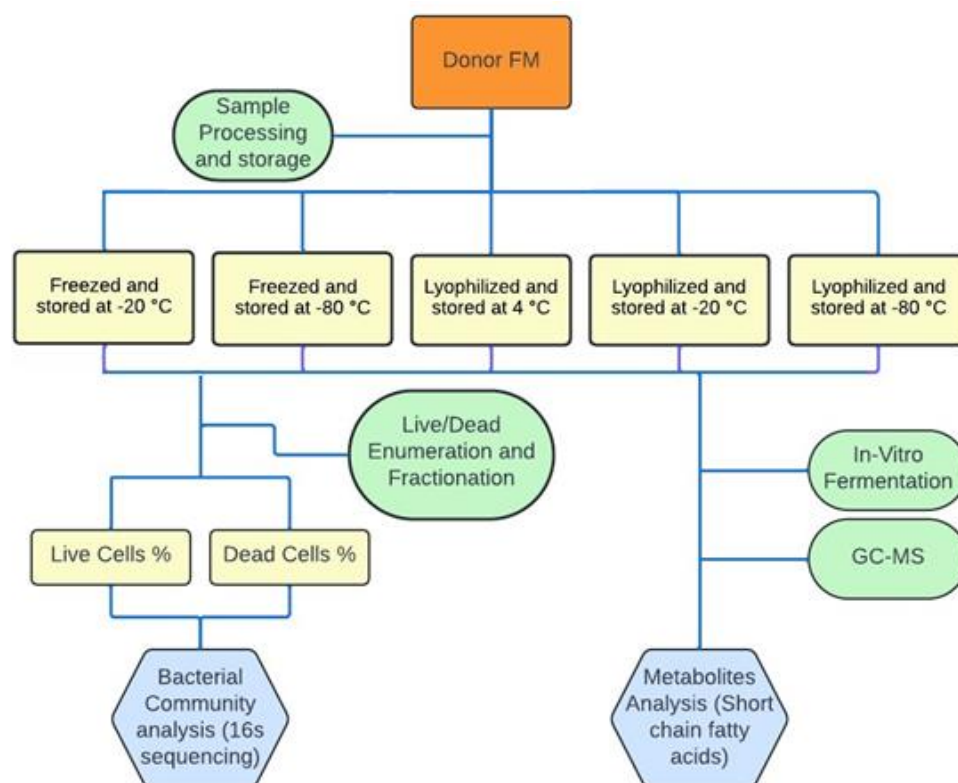 Donor FM
Sample
Processing
and storage
Freezed and
stored at -20 °C
Freezed and
stored at -80 °C
Lyophilized and
stored at 4 °C
Lyophilized and
stored at -20 °C
Lyophilized and
stored at -80 °C
Live/Dead
Enumeration and
Fractionation
In-Vitro
Fermentation
Live Cells %
Dead Cells %
GC-MS
Bacterial
Community
analysis (16s
sequencing)
Metabolites
Analysis (Short
chain fatty
acids)